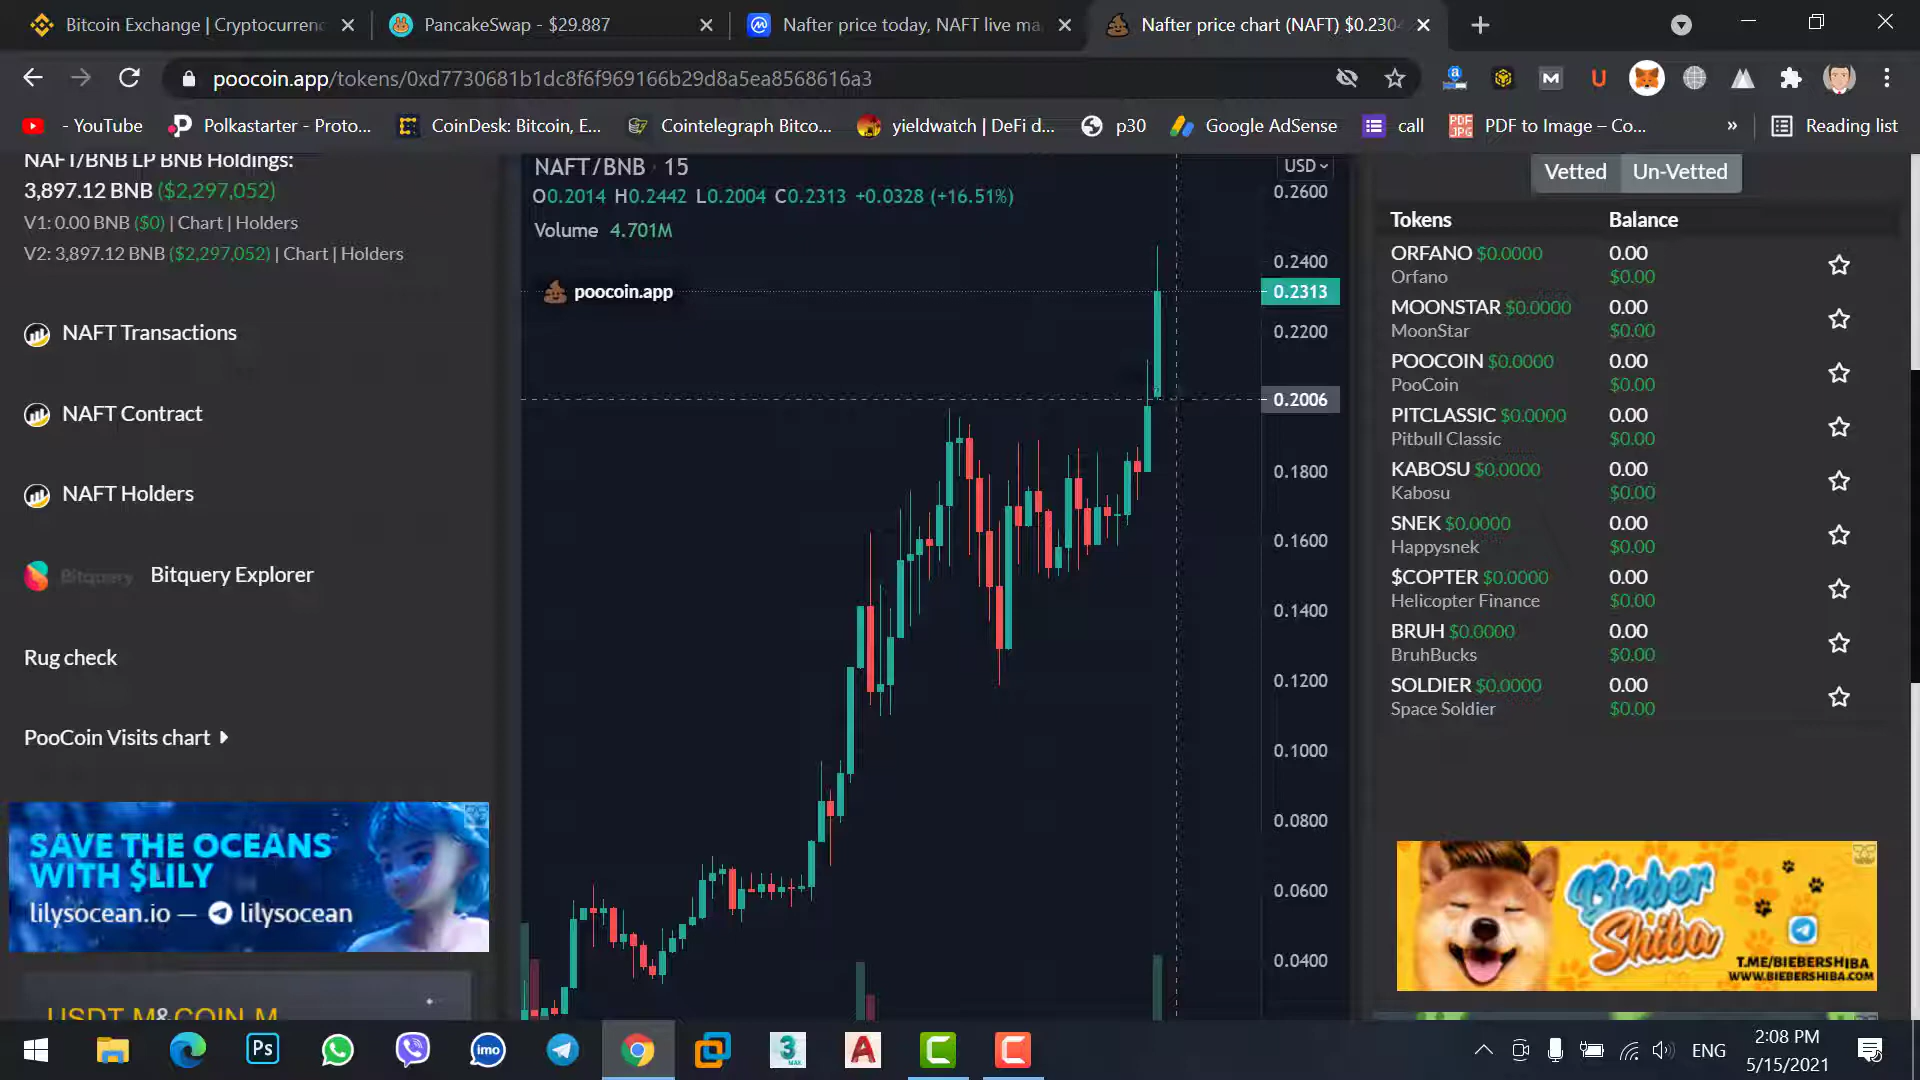 Bitcoin Exchange | Cryptocurrenc
PancakeSwap - $29.887
Nafter price today, NAFT live ma
Nafter price chart (NAFT) $0.2304
poocoin.app/tokens/0xd7730681b1dc8f6f969166b29d8a5ea8568616a3
- YouTube
Polkastarter - Proto...
CoinDesk: Bitcoin, E...
Cointelegraph Bitco...
yieldwatch | DeFi d...
p30
Google AdSense
call
PDF to Image – Co...
»
Reading list
NAFT/BNB LP BNB Holdings:
3,897.12 BNB ($2,297,052)
V1: 0.00 BNB ($0) | Chart | Holders
V2: 3,897.12 BNB ($2,297,052) | Chart | Holders
NAFT Transactions
NAFT Contract
NAFT Holders
Bitquery Bitquery Explorer
Rug check
PooCoin Visits chart
SAVE THE OCEANS
WITH $LILY
lilysocean.io — lilysocean
USDT M&COIN M
NAFT/BNB · 15
O0.2014 H0.2442 L0.2004 C0.2313 +0.0328 (+16.51%)
Volume 4.701M
poocoin.app
USD
0.2600
0.2400
0.2313
0.2200
0.2006
0.1800
0.1600
0.1400
0.1200
0.1000
0.0800
0.0600
0.0400
Vetted
Un-Vetted
Tokens Balance
ORFANO $0.0000 0.00
Orfano $0.00
MOONSTAR $0.0000 0.00
MoonStar $0.00
POOCOIN $0.0000 0.00
PooCoin $0.00
PITCLASSIC $0.0000 0.00
Pitbull Classic $0.00
KABOSU $0.0000 0.00
Kabosu $0.00
SNEK $0.0000 0.00
Happysnek $0.00
$COPTER $0.0000 0.00
Helicopter Finance $0.00
BRUH $0.0000 0.00
BruhBucks $0.00
SOLDIER $0.0000 0.00
Space Soldier $0.00
Bieber
Shiba
T.ME/BIEBERSHIBA
WWW.BIEBERSHIBA.COM
Ps
imo
3
MAX
A
C
C
ENG
2:08 PM
5/15/2021